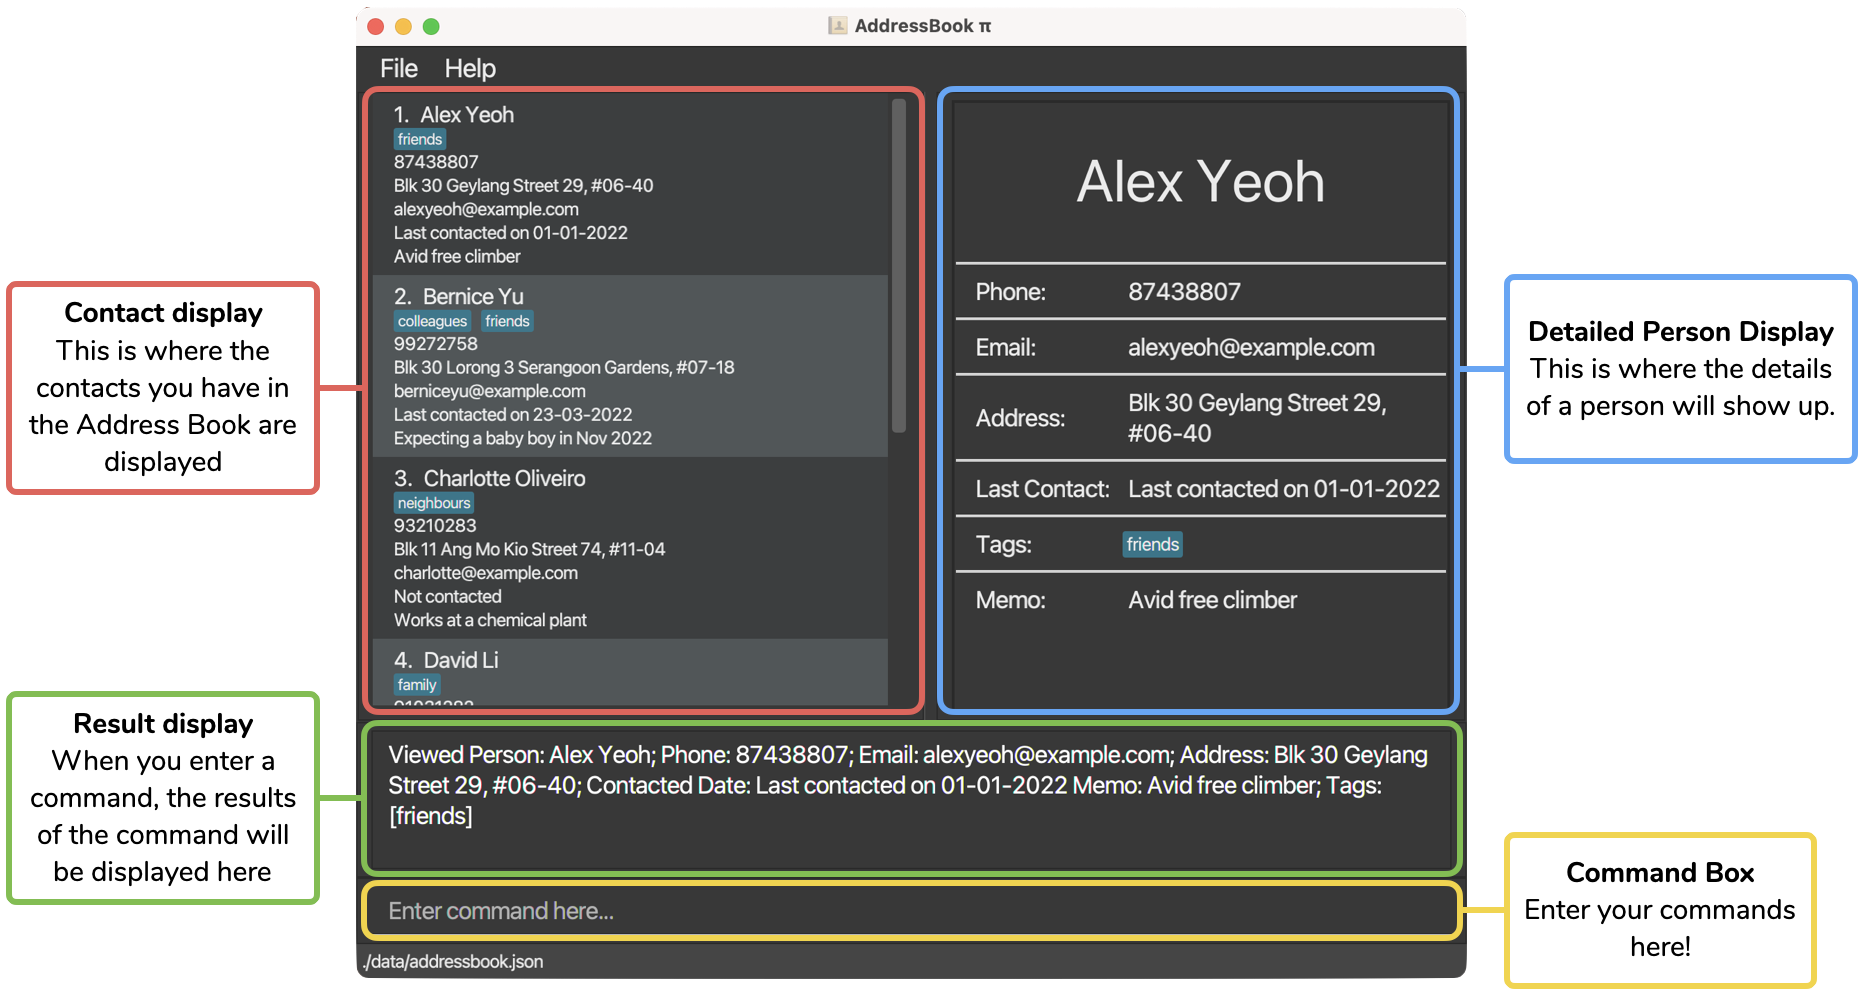 AddressBook π
File Help
1. Alex Yeoh
friends
87438807
Blk 30 Geylang Street 29, #06-40
alexyeoh@example.com
Last contacted on 01-01-2022
Avid free climber
2. Bernice Yu
colleagues friends
99272758
Blk 30 Lorong 3 Serangoon Gardens, #07-18
berniceyu@example.com
Last contacted on 23-03-2022
Expecting a baby boy in Nov 2022
3. Charlotte Oliveiro
neighbours
93210283
Blk 11 Ang Mo Kio Street 74, #11-04
charlotte@example.com
Not contacted
Works at a chemical plant
4. David Li
family
Alex Yeoh
Phone: 87438807
Email: alexyeoh@example.com
Address: Blk 30 Geylang Street 29,
#06-40
Last Contact: Last contacted on 01-01-2022
Tags: friends
Memo: Avid free climber
Viewed Person: Alex Yeoh; Phone: 87438807; Email: alexyeoh@example.com; Address: Blk 30 Geylang
Street 29, #06-40; Contacted Date: Last contacted on 01-01-2022 Memo: Avid free climber; Tags:
[friends]
Enter command here...
./data/addressbook.json
Contact display
This is where the
contacts you have in
the Address Book are
displayed
Result display
When you enter a
command, the results
of the command will
be displayed here
Detailed Person Display
This is where the details
of a person will show up.
Command Box
Enter your commands
here!